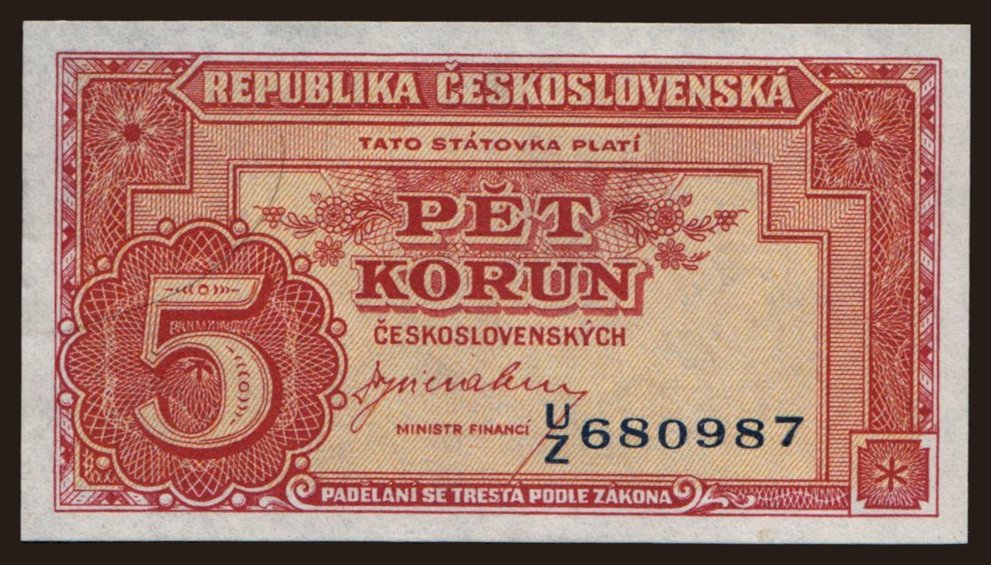 REPUBLIKA ČESKOSLOVENSKÁ
TATO STÁTOVKA PLATÍ
PĚT
KORUN
ČESKOSLOVENSKÝCH
5
MINISTR FINANCÍ
U/Z 680987
PADĚLÁNÍ SE TRESTÁ PODLE ZÁKONA